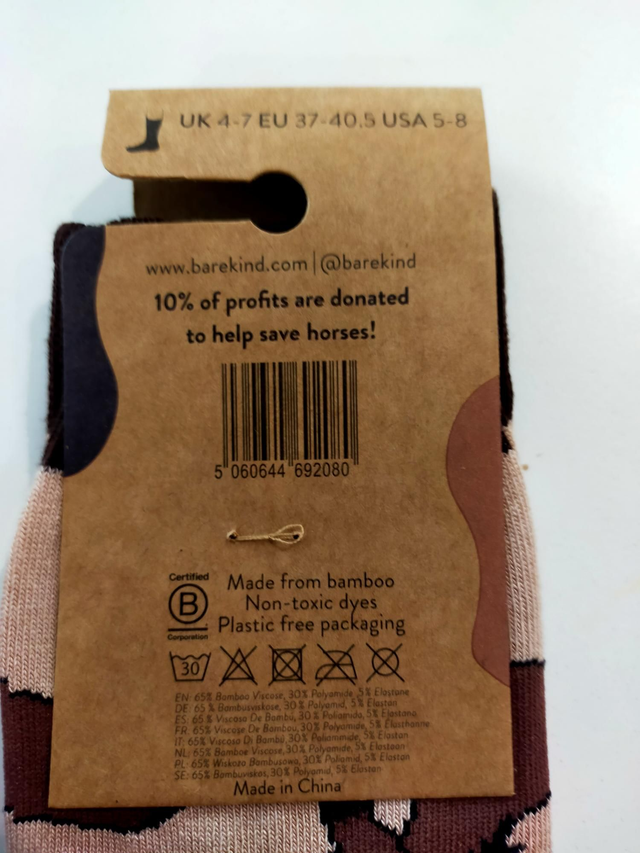 UK 4-7 EU 37-40.5 USA 5-8
www.barekind.com | @barekind
10% of profits are donated
to help save horses!
5 060644 692080
Certified
B
Corporation
Made from bamboo
Non-toxic dyes
Plastic free packaging
30
EN: 65% Bamboo Viscose, 30% Polyamide, 5% Elastane
DE: 65 % Bambusviskose, 30% Polyamid, 5% Elastan
ES: 65 % Viscosa De Bambú, 30% Poliamida, 5% Elastano
FR: 65% Viscose De Bambou, 30% Polyamide, 5% Elasthanne
IT: 65% Viscosa Di Bambù, 30% Poliammide, 5% Elastan
NL: 65% Bamboe Viscose, 30% Polyamide, 5% Elastaan
PL: 65% Wiskoza Bambusowa, 30% Poliamid, 5% Elastan
SE: 65% Bambuviskos, 30% Polyamid, 5% Elastan
Made in China